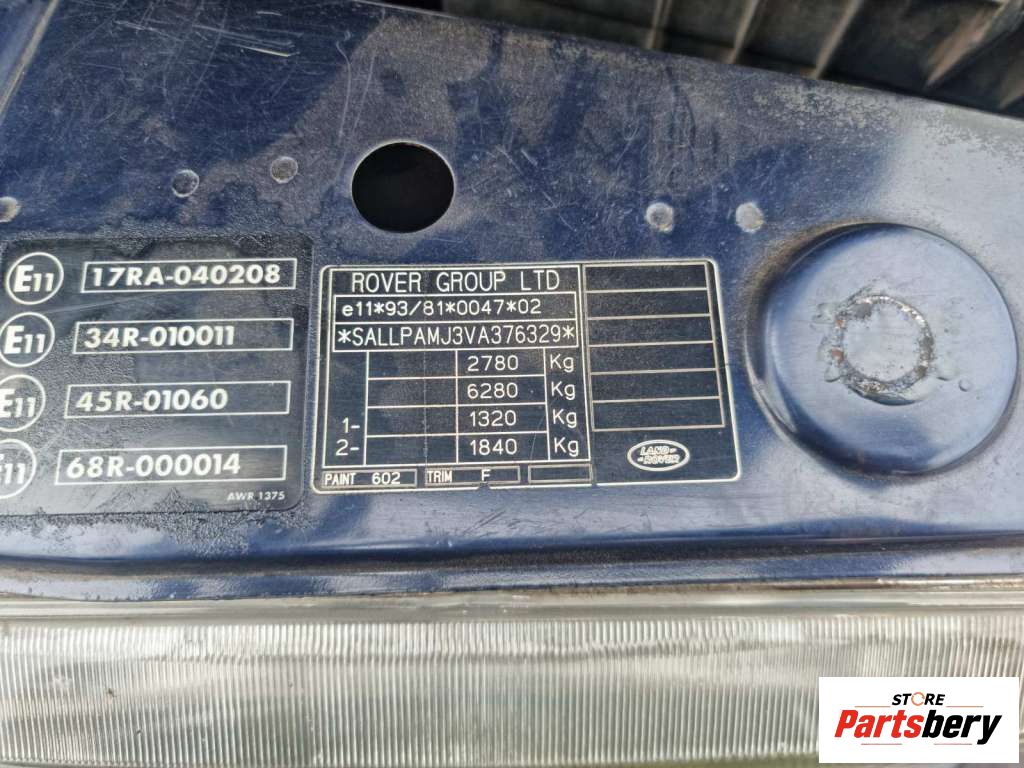 E11 17RA-040208
E11 34R-010011
E11 45R-01060
E11 68R-000014
AWR 1375
ROVER GROUP LTD
e11*93/81*0047*02
*SALLPAMJ3VA376329*
2780 Kg
6280 Kg
1- 1320 Kg
2- 1840 Kg
PAINT 602 TRIM F
LAND-
-ROVER
STORE
Partsbery